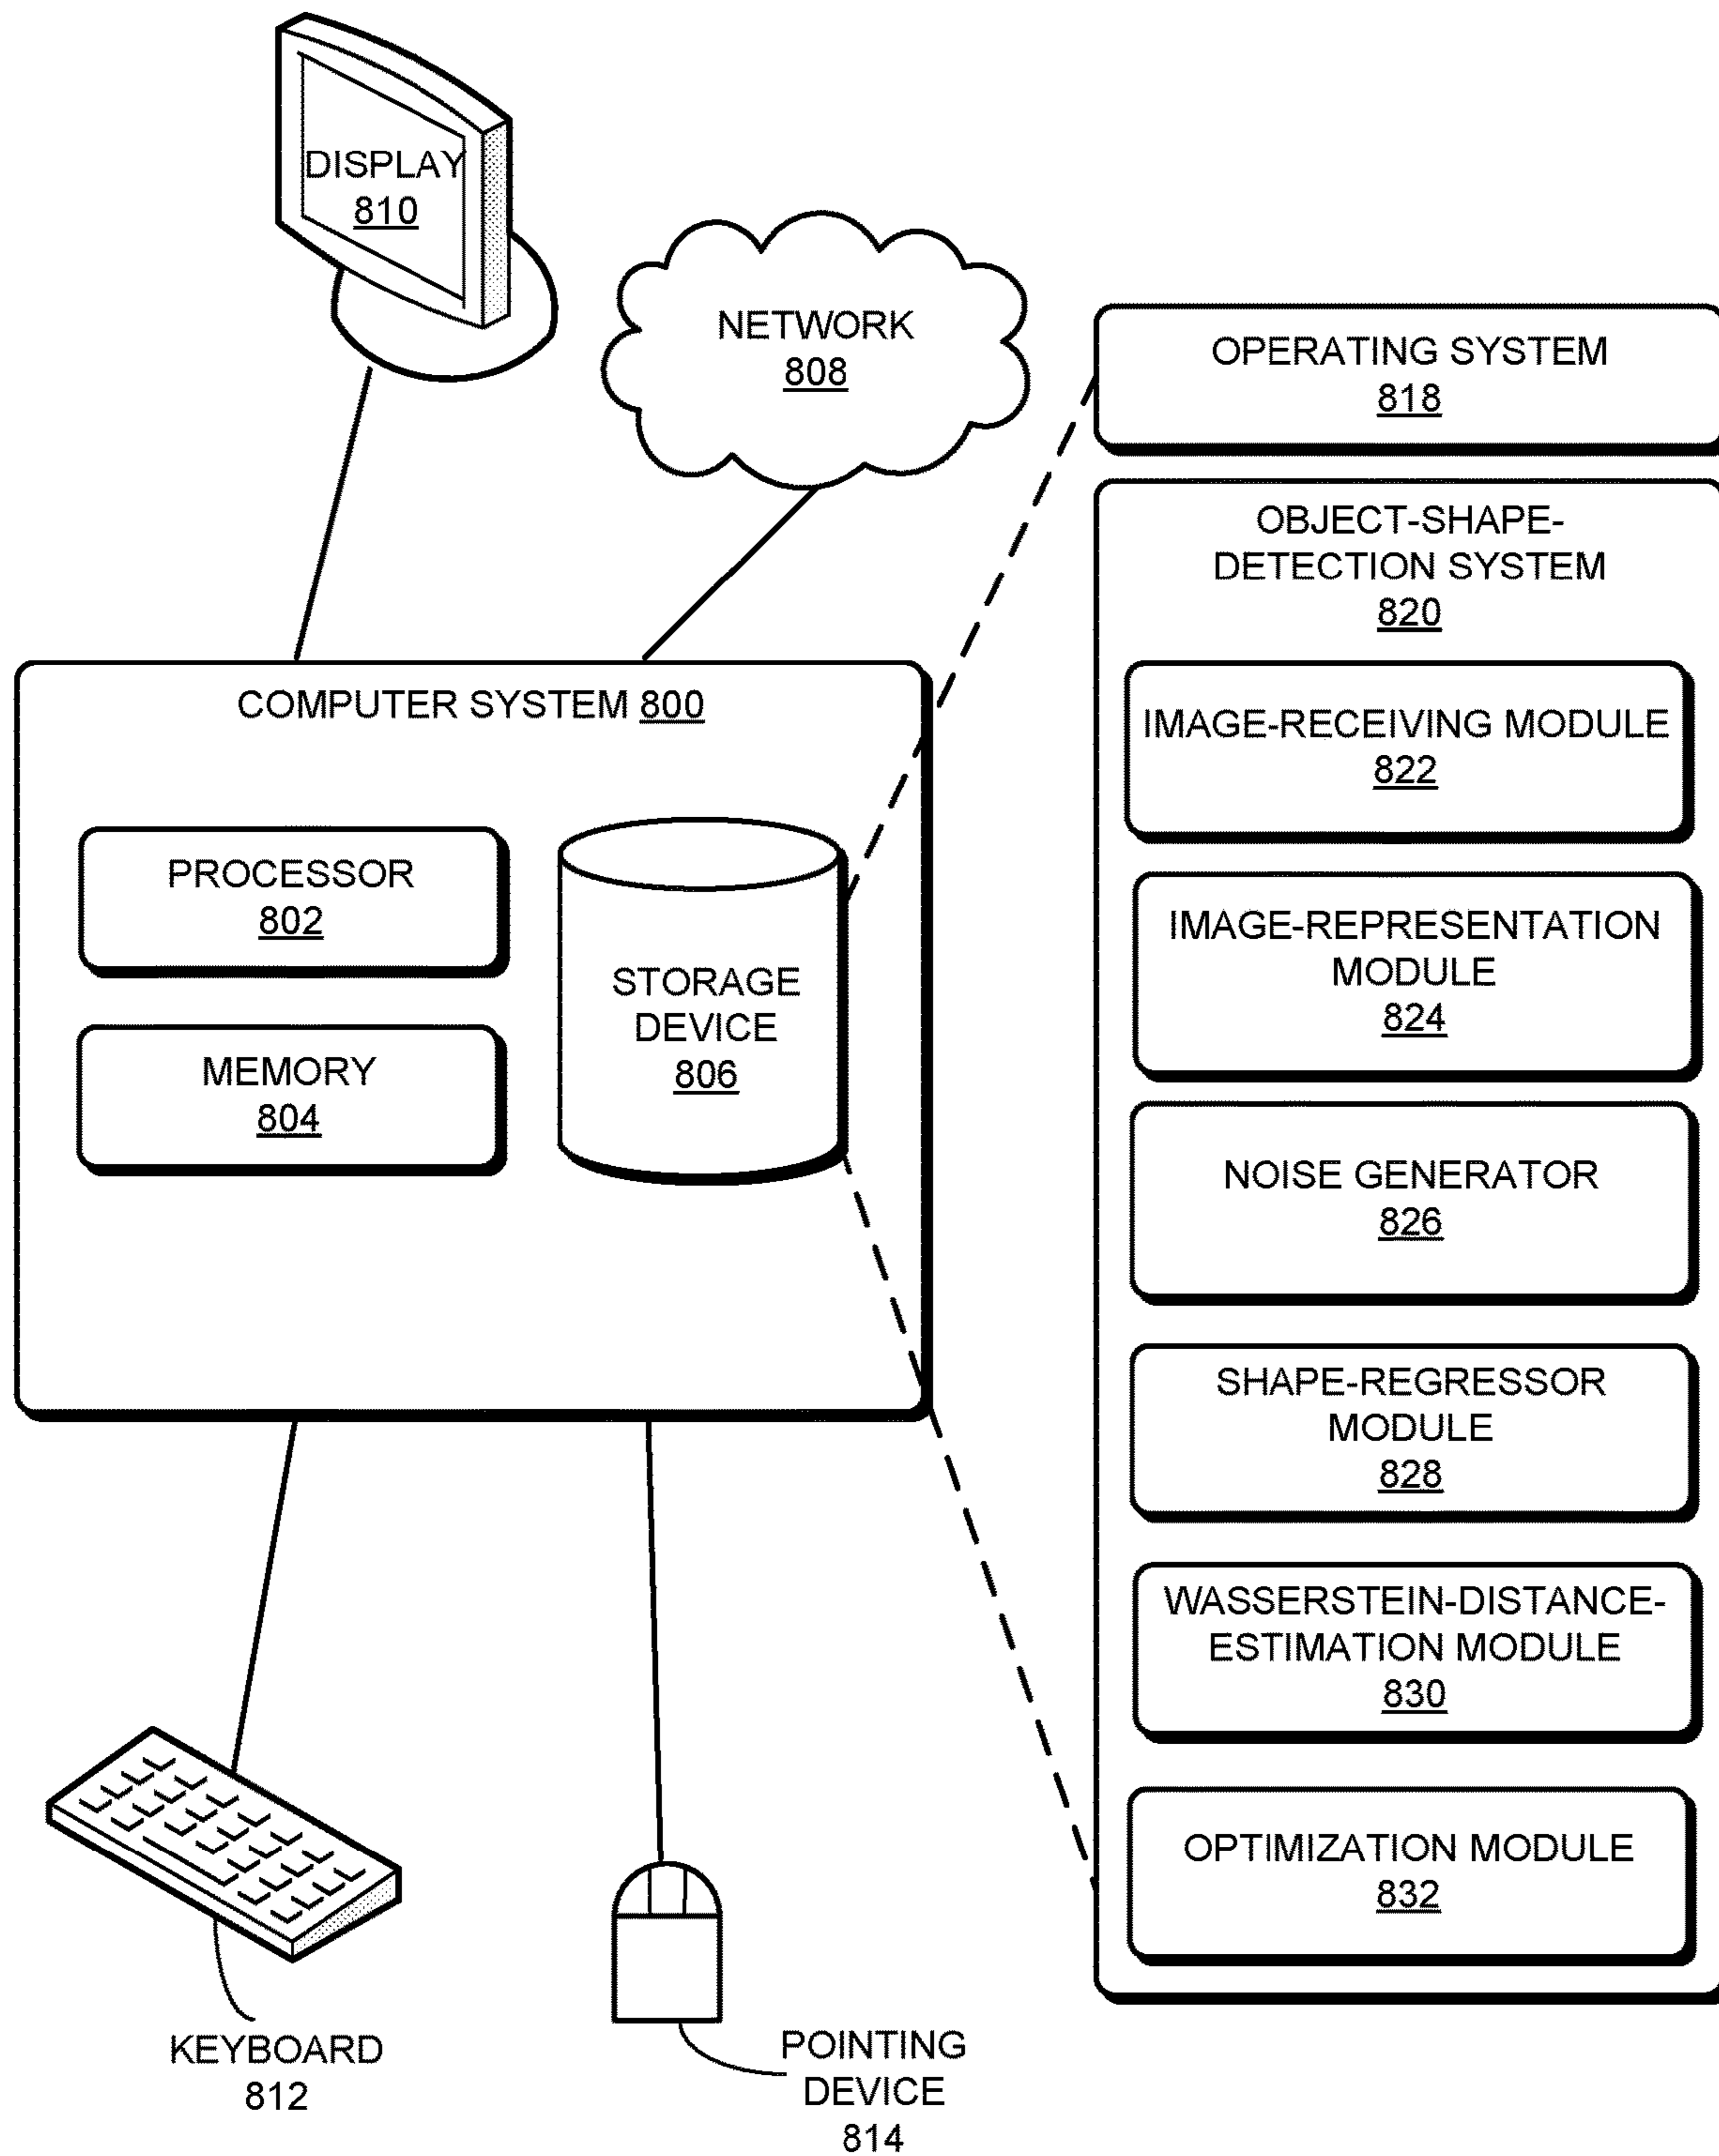 DISPLAY
810
NETWORK
808
OPERATING SYSTEM
818
OBJECT-SHAPE-
DETECTION SYSTEM
820
IMAGE-RECEIVING MODULE
822
IMAGE-REPRESENTATION
MODULE
824
NOISE GENERATOR
826
SHAPE-REGRESSOR
MODULE
828
WASSERSTEIN-DISTANCE-
ESTIMATION MODULE
830
OPTIMIZATION MODULE
832
COMPUTER SYSTEM 800
PROCESSOR
802
MEMORY
804
STORAGE
DEVICE
806
KEYBOARD
812
POINTING
DEVICE
814